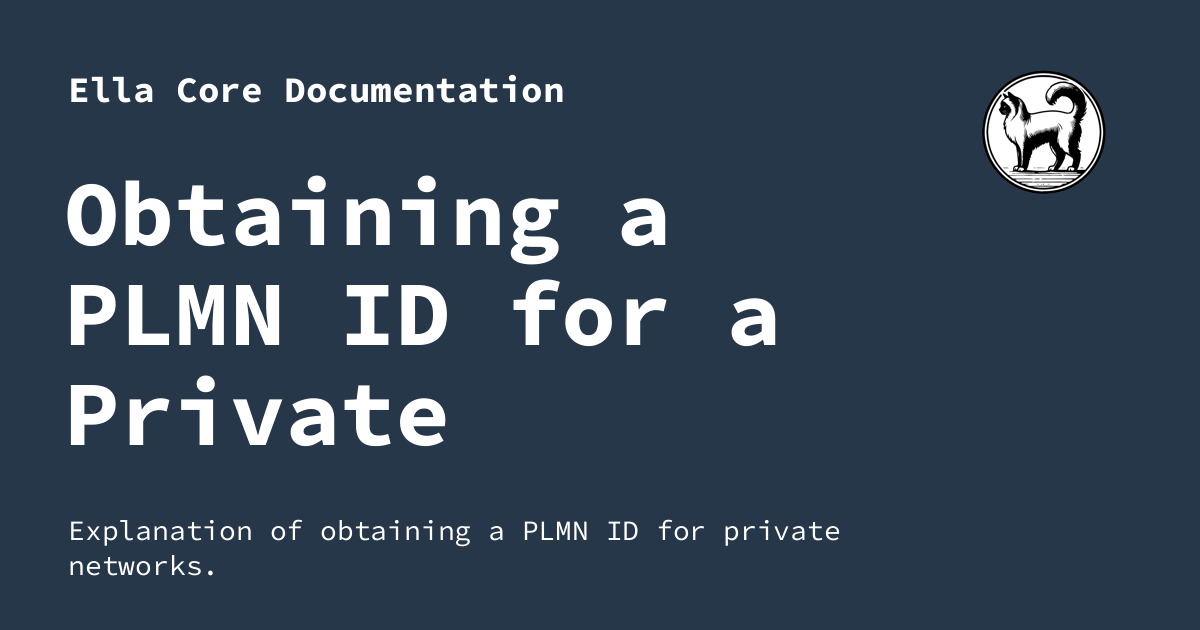 Ella Core Documentation
Obtaining a
PLMN ID for a
Private
Explanation of obtaining a PLMN ID for private
networks.